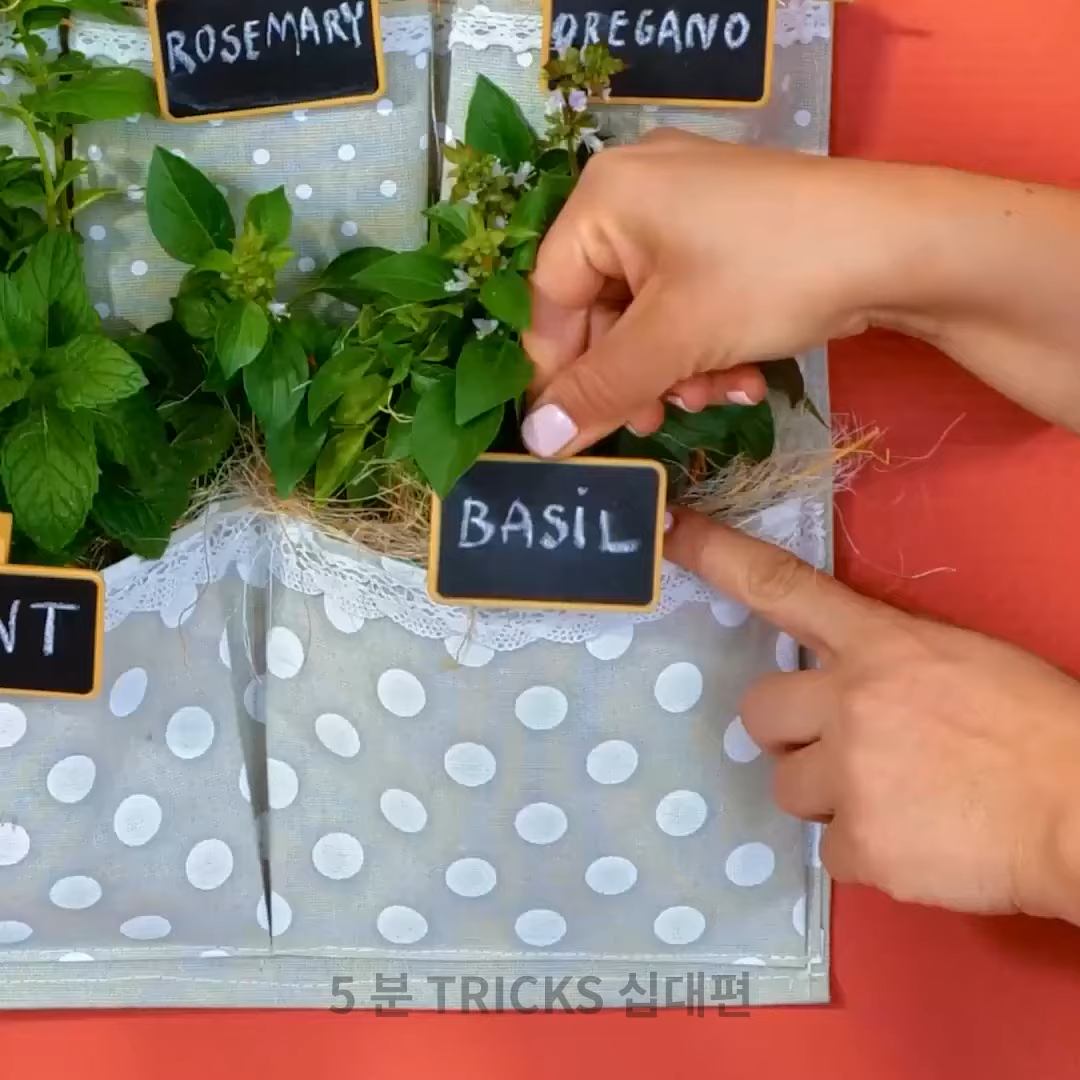 ROSEMARY
OREGANO
BASiL
NT
5 분 TRICKS 십대편